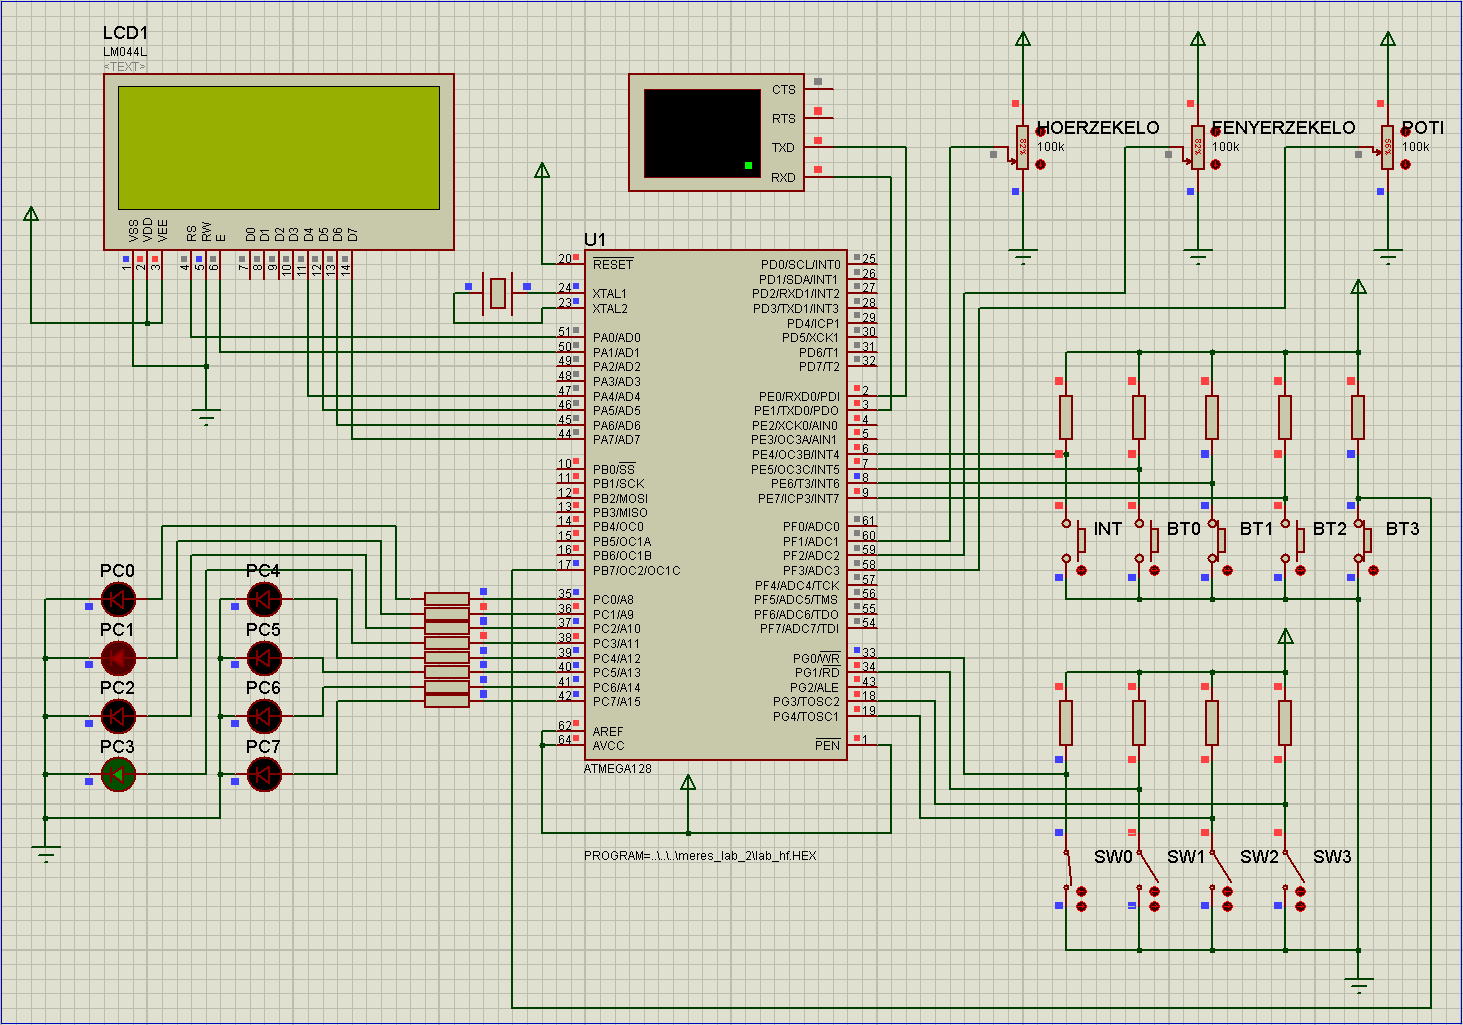 LCD1
LM044L
<TEXT>
VSS
VDD
VEE
RS
RW
E
D0
D1
D2
D3
D4
D5
D6
D7
1
2
3
4
5
6
7
8
9
10
11
12
13
14
CTS
RTS
TXD
RXD
HOERZEKELO
100k
82%
FENYERZEKELO
100k
82%
POTI
100k
56%
U1
20 RESET
24 XTAL1
23 XTAL2
51 PA0/AD0
50 PA1/AD1
49 PA2/AD2
48 PA3/AD3
47 PA4/AD4
46 PA5/AD5
45 PA6/AD6
44 PA7/AD7
10 PB0/SS
11 PB1/SCK
12 PB2/MOSI
13 PB3/MISO
14 PB4/OC0
15 PB5/OC1A
16 PB6/OC1B
17 PB7/OC2/OC1C
35 PC0/A8
36 PC1/A9
37 PC2/A10
38 PC3/A11
39 PC4/A12
40 PC5/A13
41 PC6/A14
42 PC7/A15
62 AREF
64 AVCC
PD0/SCL/INT0 25
PD1/SDA/INT1 26
PD2/RXD1/INT2 27
PD3/TXD1/INT3 28
PD4/ICP1 29
PD5/XCK1 30
PD6/T1 31
PD7/T2 32
PE0/RXD0/PDI 2
PE1/TXD0/PDO 3
PE2/XCK0/AIN0 4
PE3/OC3A/AIN1 5
PE4/OC3B/INT4 6
PE5/OC3C/INT5 7
PE6/T3/INT6 8
PE7/ICP3/INT7 9
PF0/ADC0 61
PF1/ADC1 60
PF2/ADC2 59
PF3/ADC3 58
PF4/ADC4/TCK 57
PF5/ADC5/TMS 56
PF6/ADC6/TDO 55
PF7/ADC7/TDI 54
PG0/WR 33
PG1/RD 34
PG2/ALE 43
PG3/TOSC2 18
PG4/TOSC1 19
PEN 1
ATMEGA128
PROGRAM=..\..\..\meres_lab_2\lab_hf.HEX
PC0
PC1
PC2
PC3
PC4
PC5
PC6
PC7
INT
BT0
BT1
BT2
BT3
SW0
SW1
SW2
SW3